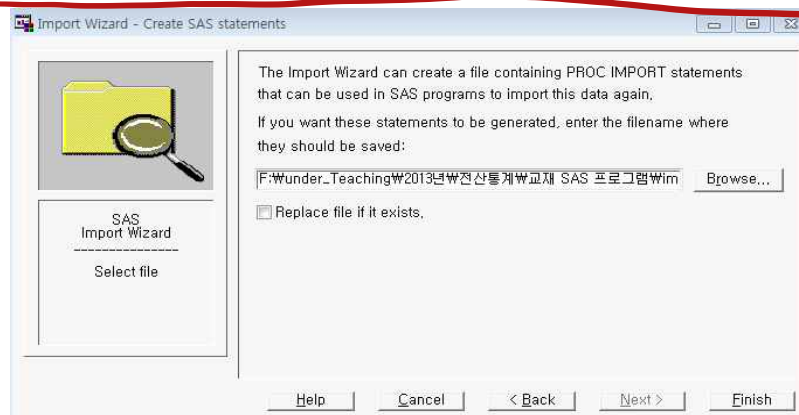 Import Wizard - Create SAS statements
The Import Wizard can create a file containing PROC IMPORT statements
that can be used in SAS programs to import this data again.
If you want these statements to be generated, enter the filename where
they should be saved:
F:₩under_Teaching₩2013년₩전산통계₩교재 SAS 프로그램₩im
Browse...
Replace file if it exists.
SAS
Import Wizard
---------------
Select file
Help Cancel < Back Next > Finish